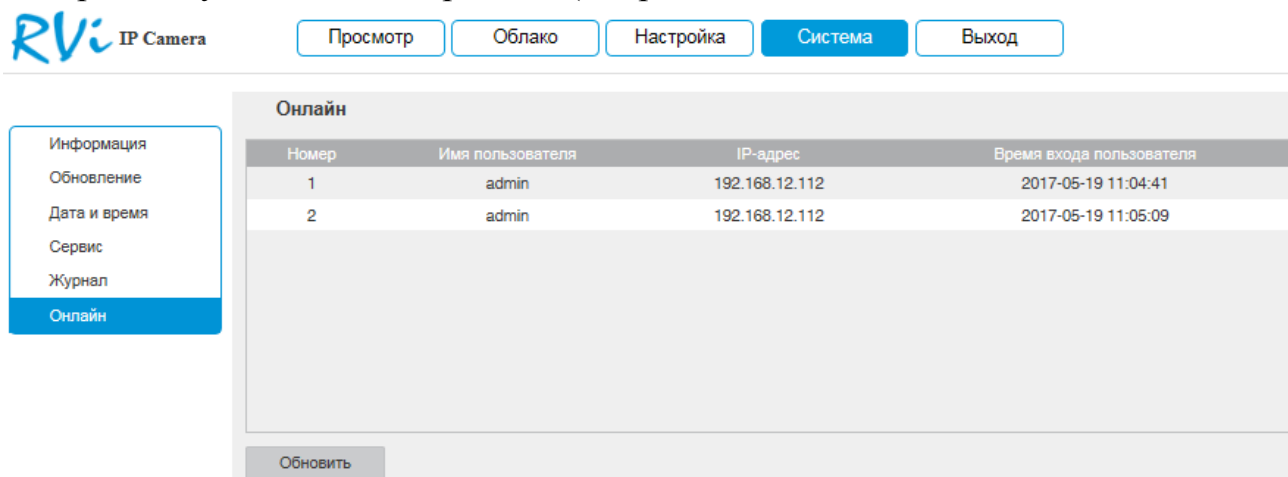 RVi IP Camera
Просмотр Облако Настройка Система Выход
Онлайн
Информация
Обновление
Дата и время
Сервис
Журнал
Онлайн
Номер Имя пользователя IP-адрес Время входа пользователя
1 admin 192.168.12.112 2017-05-19 11:04:41
2 admin 192.168.12.112 2017-05-19 11:05:09
Обновить